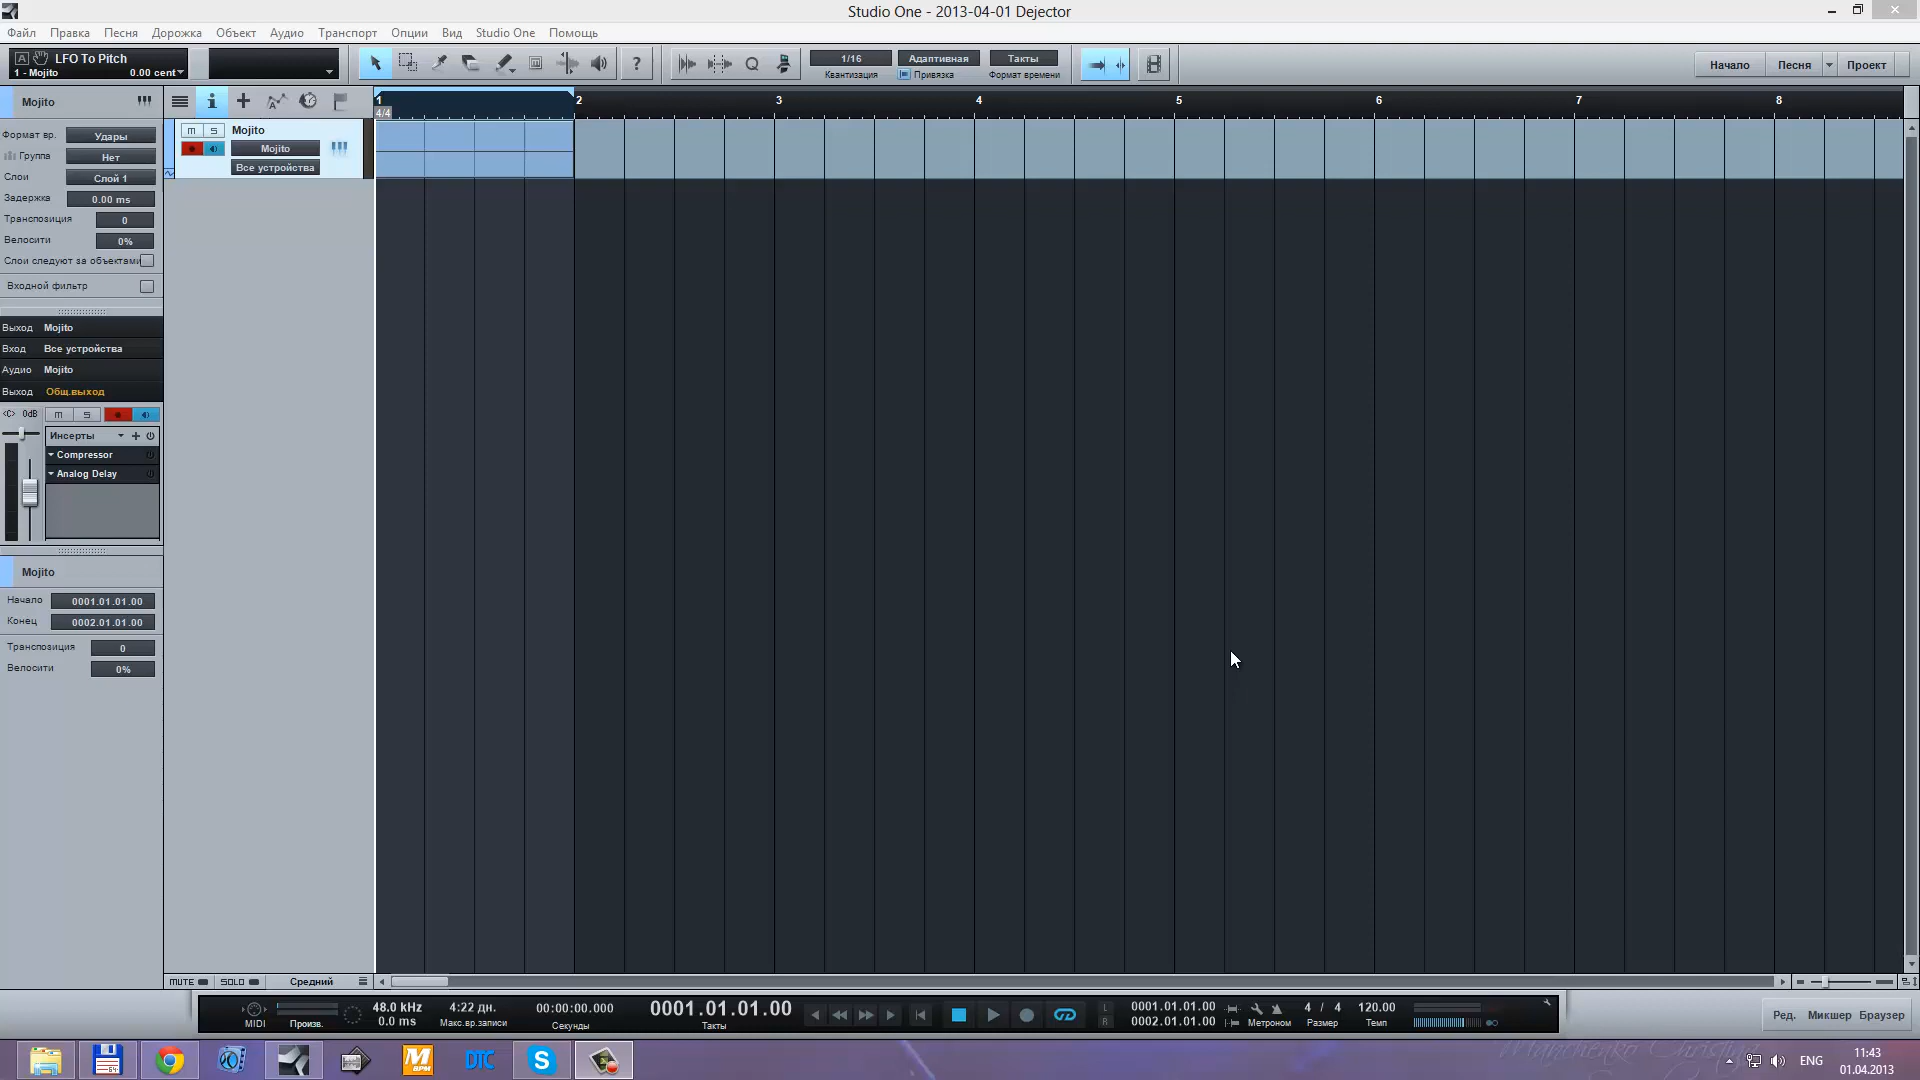 Studio One - 2013-04-01 Dejector
Файл Правка Песня Дорожка Объект Аудио Транспорт Опции Вид Studio One Помощь
LFO To Pitch
1 - Mojito 0.00 cent
1/16 Адаптивная Такты
Квантизация Привязка Формат времени
Начало Песня Проект
Mojito
1 2 3 4 5 6 7 8
4/4
Формат вр. Удары
Группа Нет
Слои Слой 1
Задержка 0.00 ms
Транспозиция 0
Велосити 0%
Слои следуют за объектами
Входной фильтр
M S Mojito
Mojito
Все устройства
Выход Mojito
Вход Все устройства
Аудио Mojito
Выход Общ.выход
<C> 0dB M S
Инсерты
Compressor
Analog Delay
Mojito
Начало 0001.01.01.00
Конец 0002.01.01.00
Транспозиция 0
Велосити 0%
MUTE SOLO Средний
MIDI Произв.
48.0 kHz
0.0 ms
4:22 дн.
Макс.вр.записи
00:00:00.000
Секунды
0001.01.01.00
Такты
L 0001.01.01.00
R 0002.01.01.00
Метроном
4 / 4
Размер
120.00
Темп
Ред. Микшер Браузер
64
M
BPM
DTC
S
ENG
11:43
01.04.2013